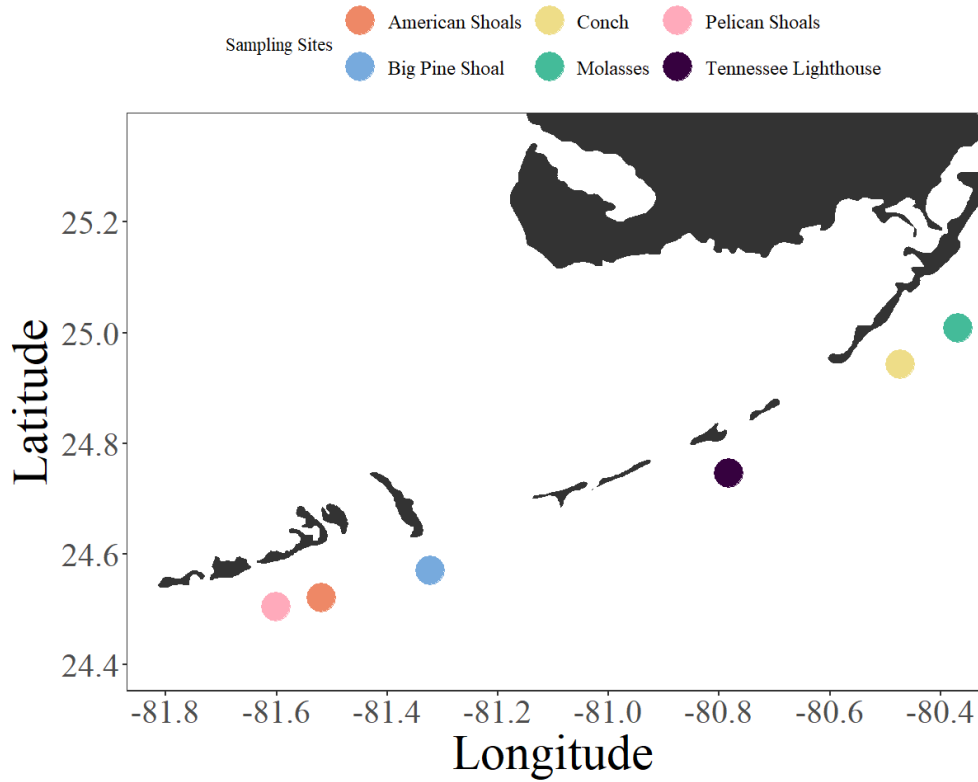 Sampling Sites
American Shoals Conch Pelican Shoals
Big Pine Shoal Molasses Tennessee Lighthouse
Latitude
25.2
25.0
24.8
24.6
24.4
-81.8 -81.6 -81.4 -81.2 -81.0 -80.8 -80.6 -80.4
Longitude